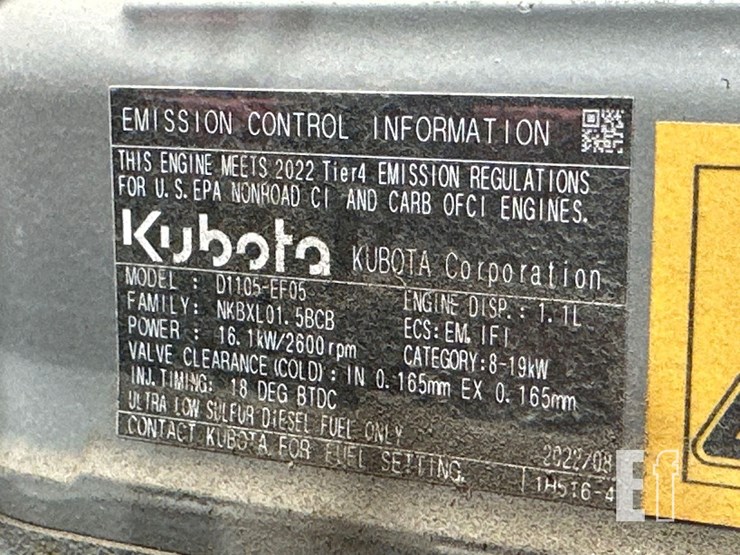 EMISSION CONTROL INFORMATION
THIS ENGINE MEETS 2022 Tier4 EMISSION REGULATIONS
FOR U.S. EPA NONROAD CI AND CARB OFCI ENGINES.
Kubota KUBOTA Corporation
MODEL : D1105-EF05 ENGINE DISP.: 1.1L
FAMILY: NKBXL01.5BCB ECS: EM, IFI
POWER : 16.1kW/2600rpm CATEGORY:8-19kW
VALVE CLEARANCE(COLD): IN 0.165mm EX 0.165mm
INJ.TIMING: 18 DEG BTDC
ULTRA LOW SULFUR DIESEL FUEL ONLY
CONTACT KUBOTA FOR FUEL SETTING.
2022/08
1H5T6-4